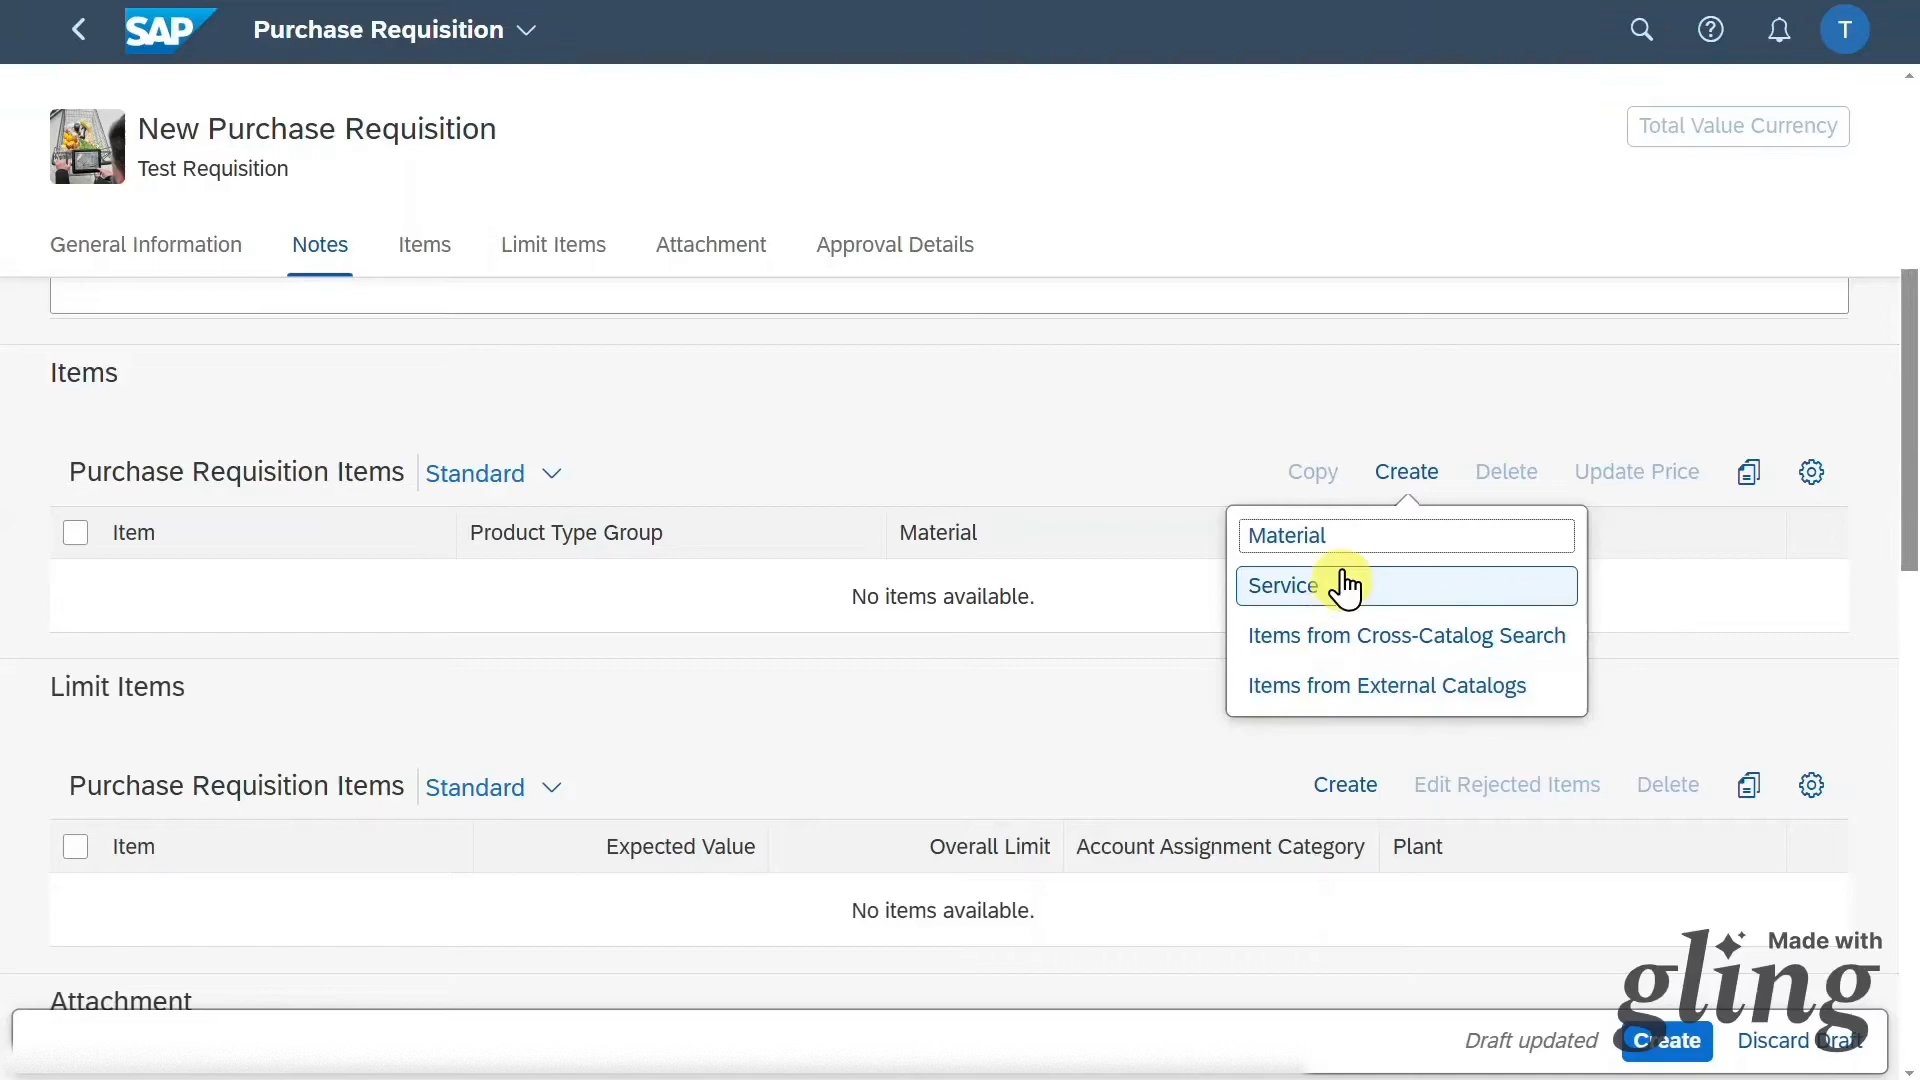 SAP Purchase Requisition T
New Purchase Requisition
Total Value Currency
Test Requisition
General Information Notes Items Limit Items Attachment Approval Details
Items
Purchase Requisition Items Standard Copy Create Delete Update Price
Item Product Type Group Material
Material
Service
No items available.
Items from Cross-Catalog Search
Items from External Catalogs
Limit Items
Purchase Requisition Items Standard Create Edit Rejected Items Delete
Item Expected Value Overall Limit Account Assignment Category Plant
No items available.
Made with
gling
Attachment
Draft updated Create Discard Draft